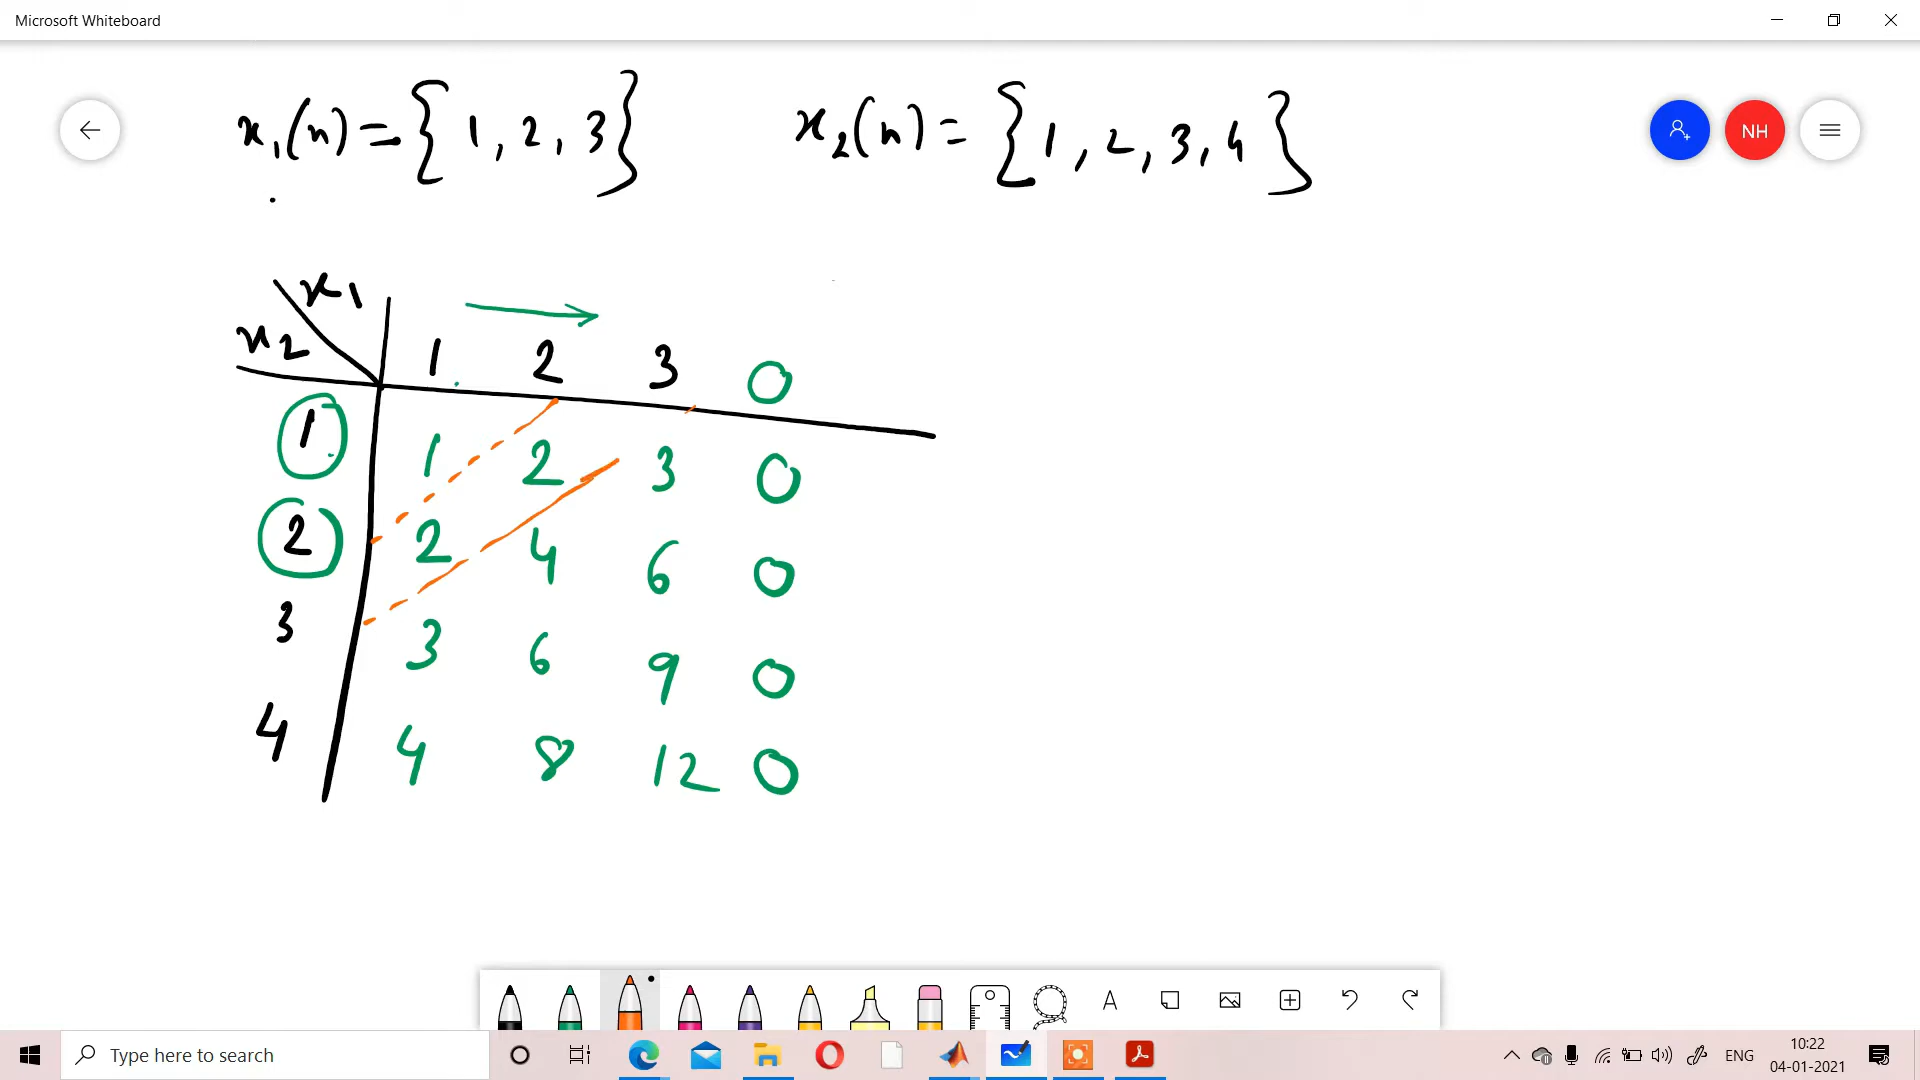 Microsoft Whiteboard
x₁(n) = { 1, 2, 3 } x₂(n) = { 1, 2, 3, 4 }
NH
x₁
x₂ 1 2 3 0
1 1 2 3 0
2 2 4 6 0
3 3 6 9 0
4 4 8 12 0
A
Type here to search
ENG
10:22
04-01-2021